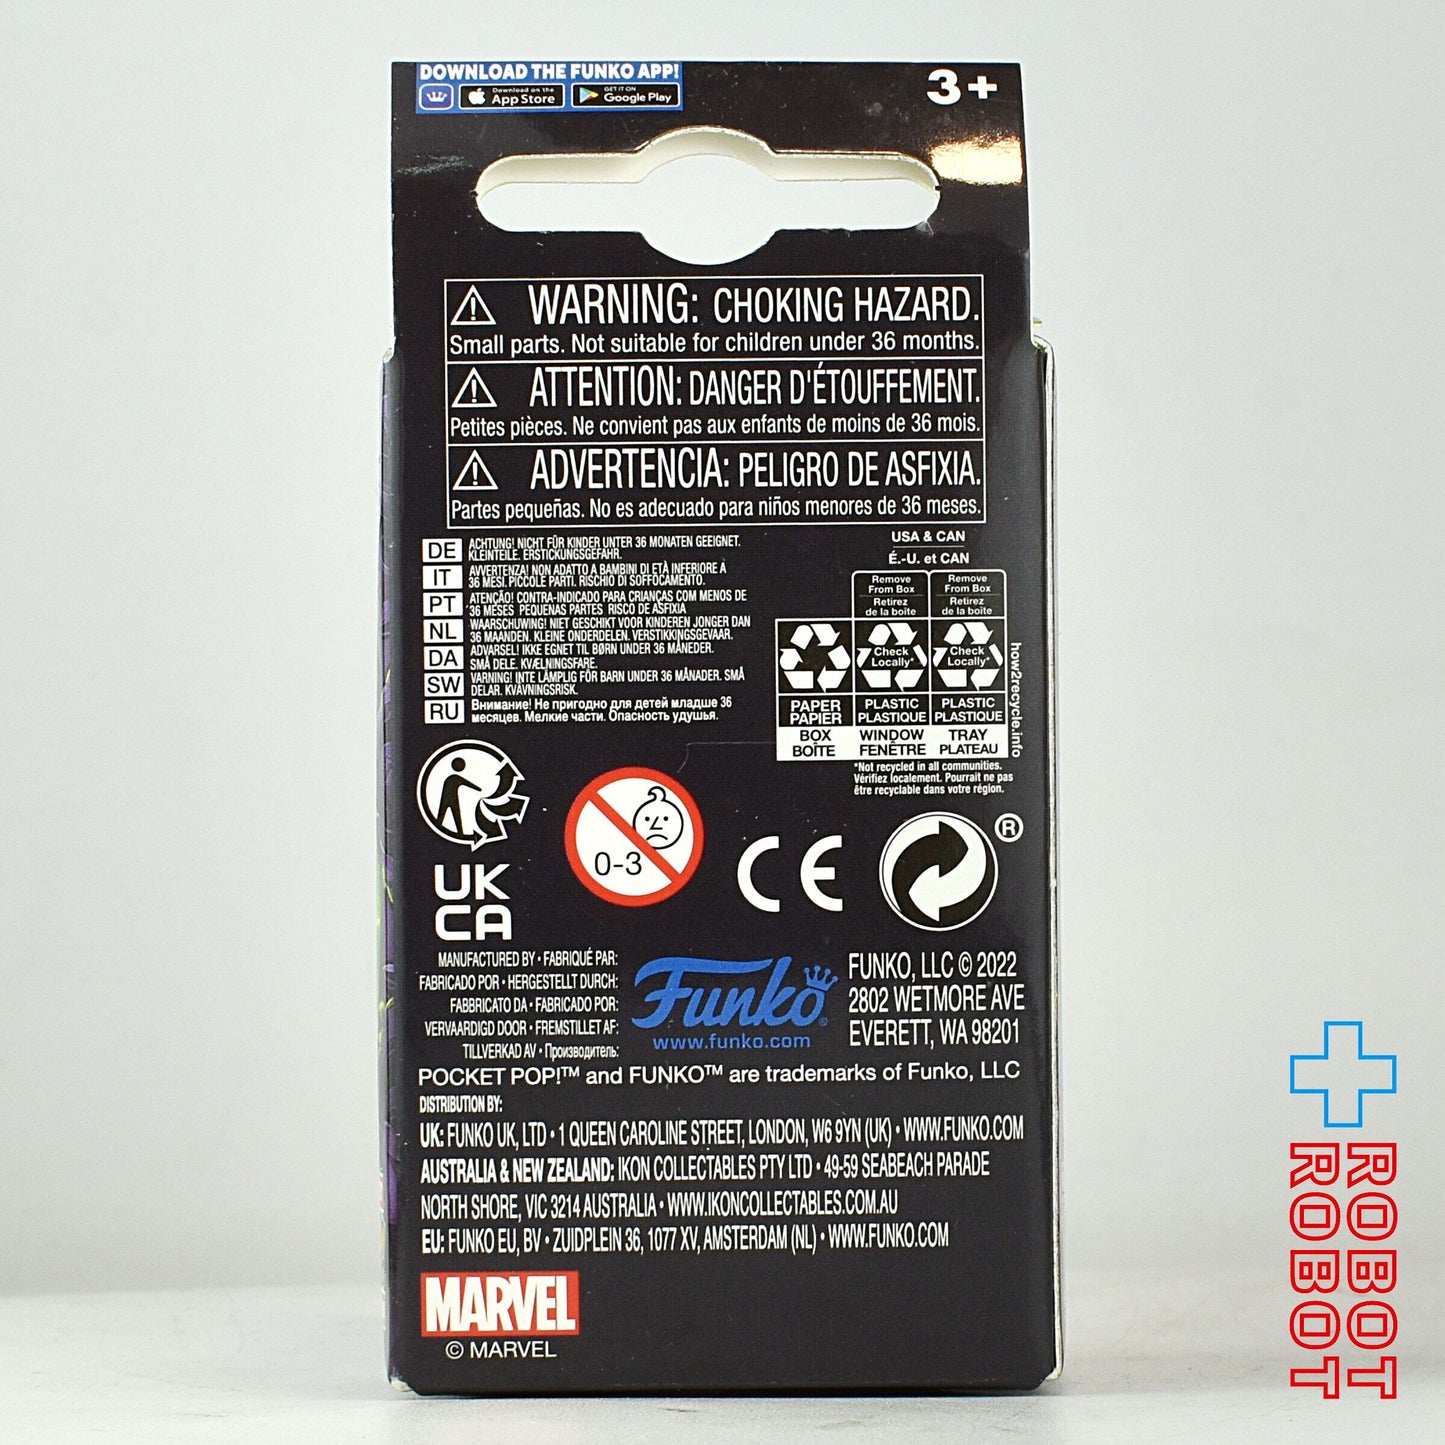 DOWNLOAD THE FUNKO APP!
Download on the
App Store
GET IT ON
Google Play
3+
WARNING: CHOKING HAZARD.
Small parts. Not suitable for children under 36 months.
ATTENTION: DANGER D'ÉTOUFFEMENT.
Petites pièces. Ne convient pas aux enfants de moins de 36 mois.
ADVERTENCIA: PELIGRO DE ASFIXIA.
Partes pequeñas. No es adecuado para niños menores de 36 meses.
DE ACHTUNG! NICHT FÜR KINDER UNTER 36 MONATEN GEEIGNET.
KLEINTEILE. ERSTICKUNGSGEFAHR.
IT AVVERTENZA! NON ADATTO A BAMBINI DI ETÀ INFERIORE A
36 MESI. PICCOLE PARTI. RISCHIO DI SOFFOCAMENTO.
PT ATENÇÃO! CONTRA-INDICADO PARA CRIANÇAS COM MENOS DE
36 MESES PEQUENAS PARTES RISCO DE ASFIXIA
NL WAARSCHUWING! NIET GESCHIKT VOOR KINDEREN JONGER DAN
36 MAANDEN. KLEINE ONDERDELEN. VERSTIKKINGSGEVAAR.
DA ADVARSEL! IKKE EGNET TIL BØRN UNDER 36 MÅNEDER.
SMÅ DELE. KVÆLNINGSFARE.
SW VARNING! INTE LÄMPLIG FÖR BARN UNDER 36 MÅNADER. SMÅ
DELAR. KVÄVNINGSRISK.
RU Внимание! Не пригодно для детей младше 36
месяцев. Мелкие части. Опасность удушья.
USA & CAN
É.-U. et CAN
Remove
From Box
Retirez
de la boîte
Remove
From Box
Retirez
de la boîte
Check
Locally*
Check
Locally*
PAPER
PAPIER
PLASTIC
PLASTIQUE
PLASTIC
PLASTIQUE
BOX
BOÎTE
WINDOW
FENÊTRE
TRAY
PLATEAU
how2recycle.info
*Not recycled in all communities.
Vérifiez localement. Pourrait ne pas
être recyclable dans votre région.
0-3
CE
®
UK
CA
MANUFACTURED BY • FABRIQUÉ PAR:
FABRICADO POR • HERGESTELLT DURCH:
FABBRICATO DA • FABRICADO POR:
VERVAARDIGD DOOR • FREMSTILLET AF:
TILLVERKAD AV • Производитель:
Funko®
www.funko.com
FUNKO, LLC © 2022
2802 WETMORE AVE
EVERETT, WA 98201
POCKET POP!™ and FUNKO™ are trademarks of Funko, LLC
DISTRIBUTION BY:
UK: FUNKO UK, LTD • 1 QUEEN CAROLINE STREET, LONDON, W6 9YN (UK) • WWW.FUNKO.COM
AUSTRALIA & NEW ZEALAND: IKON COLLECTABLES PTY LTD • 49-59 SEABEACH PARADE
NORTH SHORE, VIC 3214 AUSTRALIA • WWW.IKONCOLLECTABLES.COM.AU
EU: FUNKO EU, BV • ZUIDPLEIN 36, 1077 XV, AMSTERDAM (NL) • WWW.FUNKO.COM
MARVEL
© MARVEL
ROBOT
ROBOT